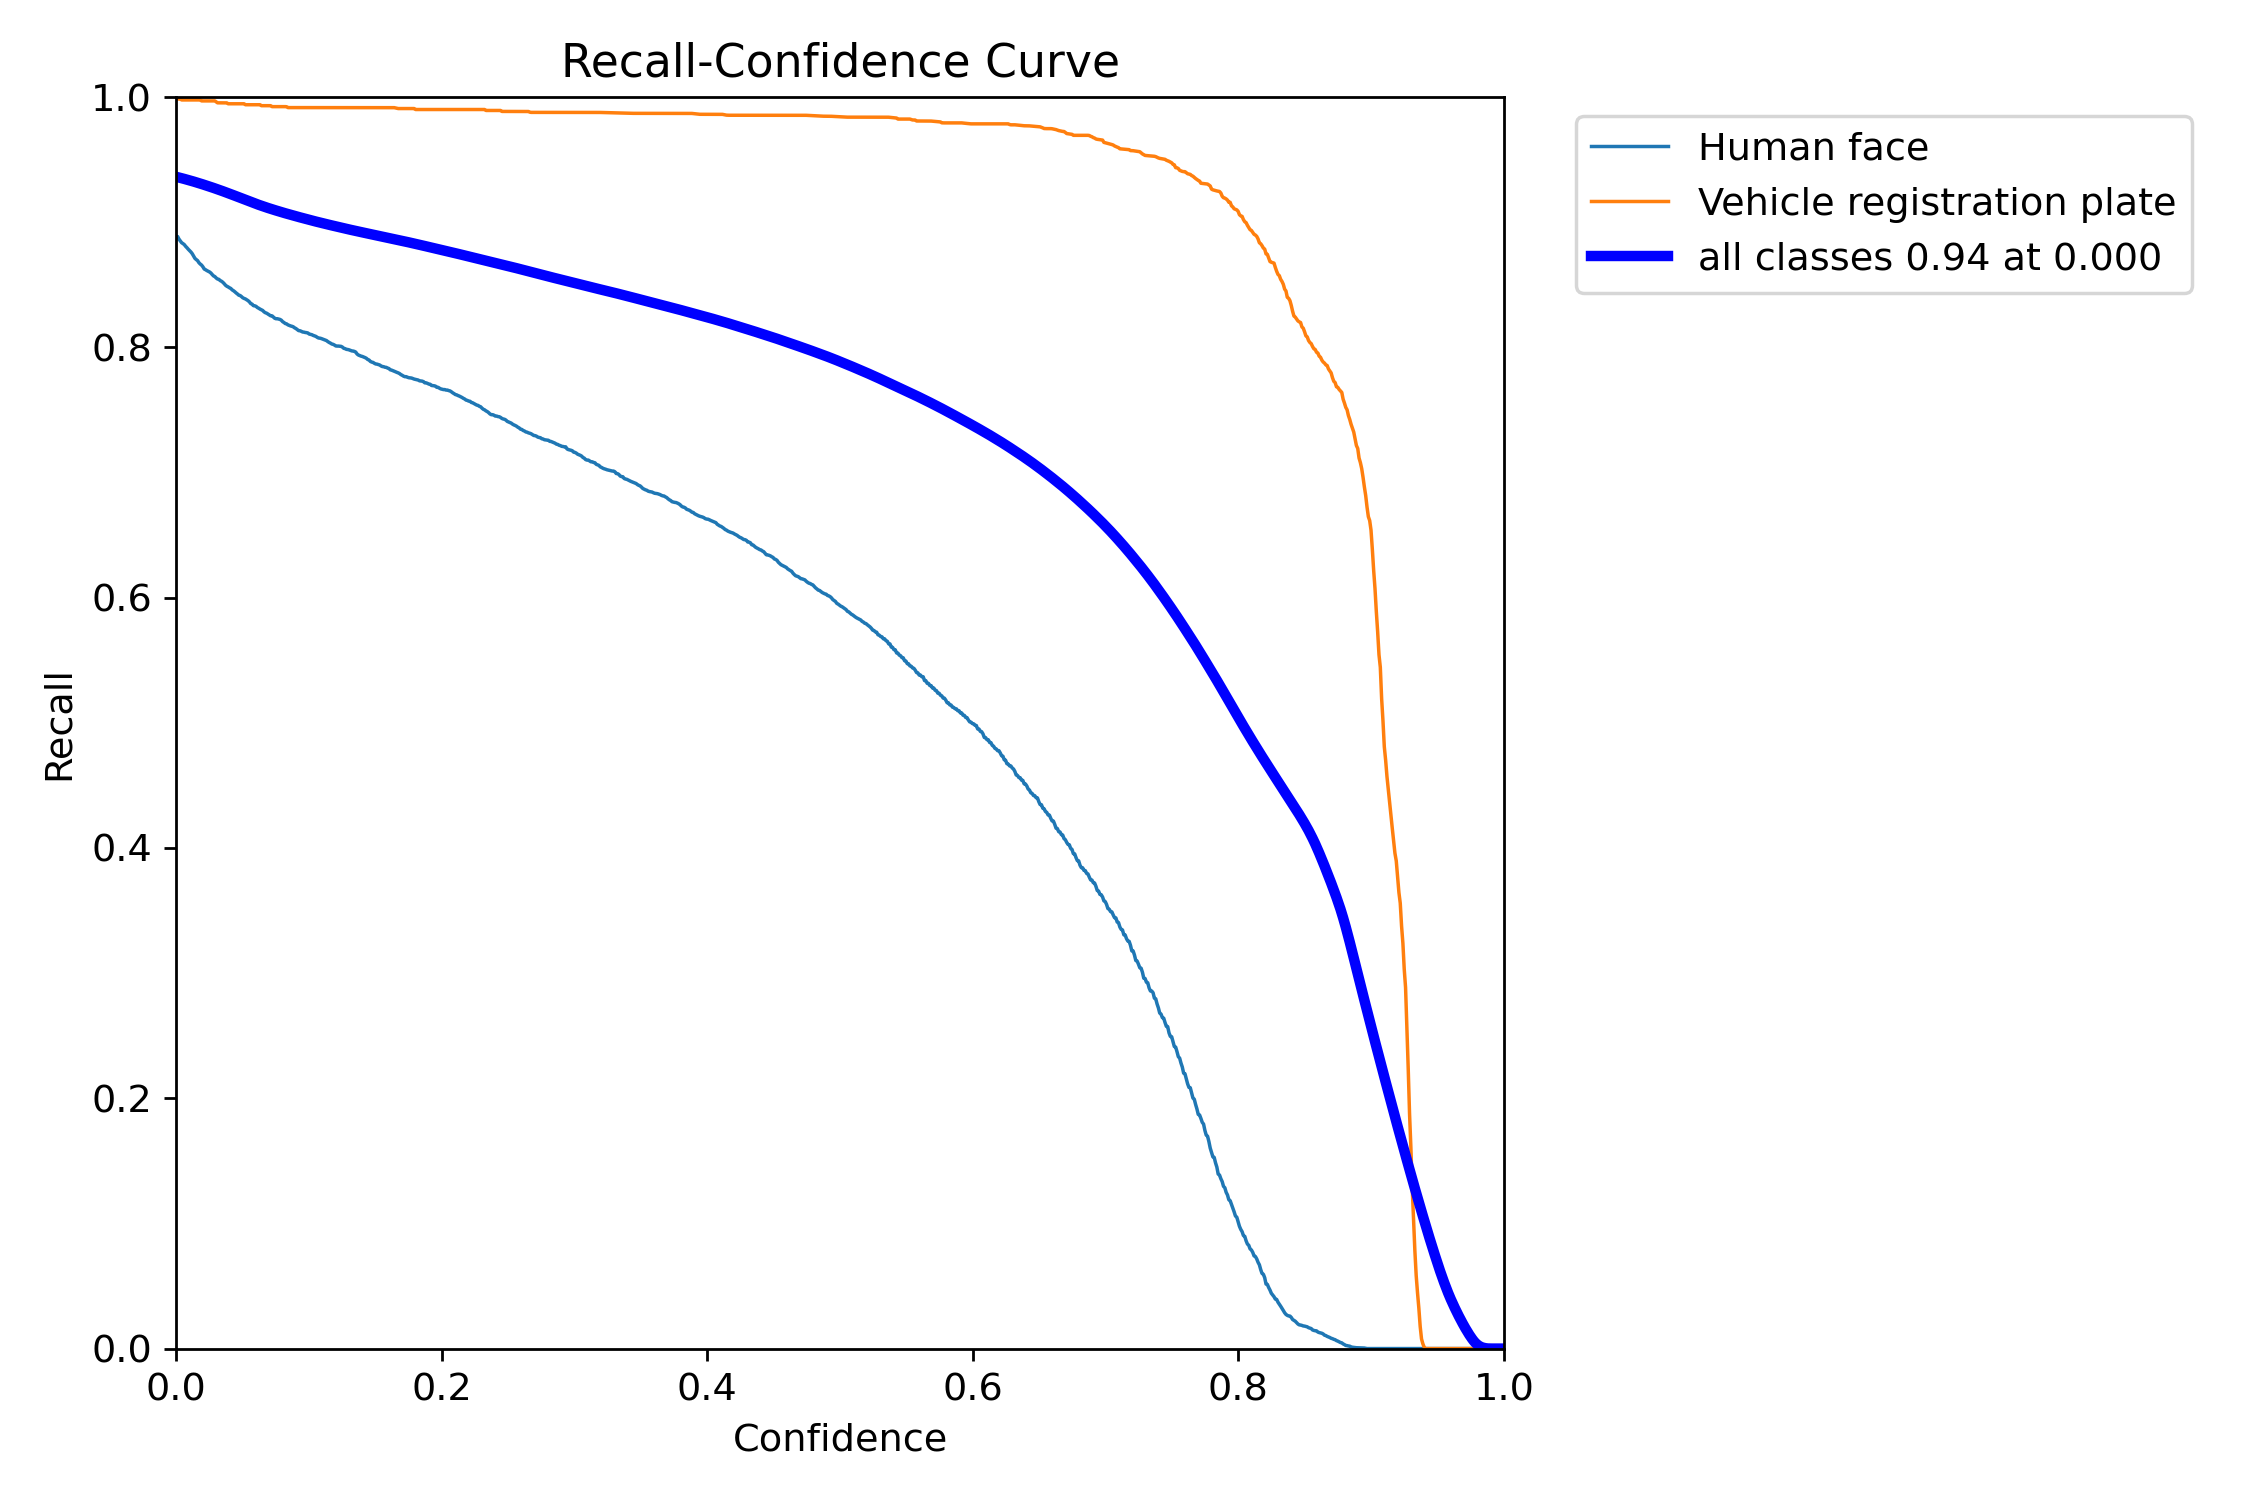 Recall-Confidence Curve
1.0
0.8
0.6
0.4
0.2
0.0
Recall
0.0 0.2 0.4 0.6 0.8 1.0
Confidence
Human face
Vehicle registration plate
all classes 0.94 at 0.000